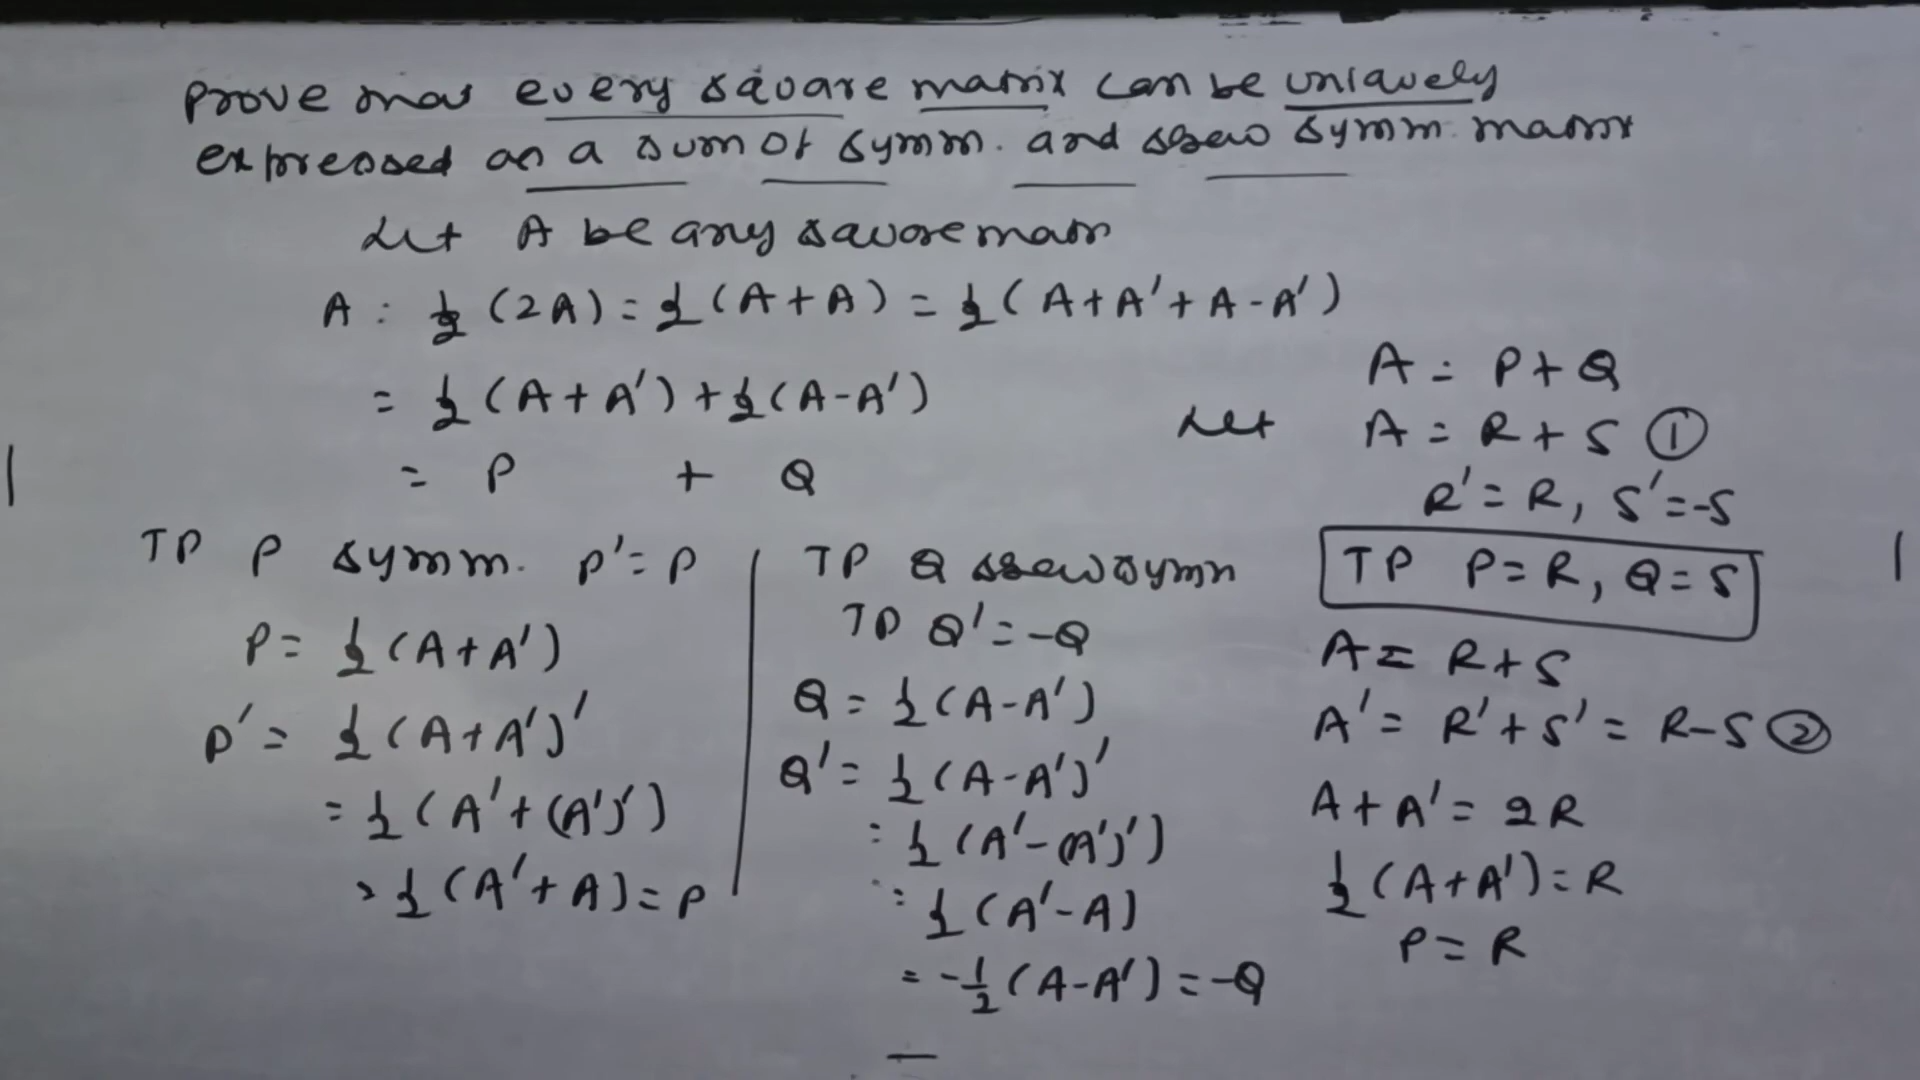 Prove that every square matrix can be uniquely
expressed as a sum of symm. and skew symm. matrix
Let A be any square matr
A = ½ (2A) = ½ (A + A) = ½ (A + A' + A - A')
= ½ (A + A') + ½ (A - A')
= P + Q
TP P symm. P' = P
P = ½ (A + A')
P' = ½ (A + A')'
= ½ (A' + (A')')
= ½ (A' + A) = P
TP Q skew symm
TP Q' = -Q
Q = ½ (A - A')
Q' = ½ (A - A')'
= ½ (A' - (A')')
= ½ (A' - A)
= -½ (A - A') = -Q
A = P + Q
Let A = R + S ①
R' = R, S' = -S
TP P = R, Q = S
A = R + S
A' = R' + S' = R - S ②
A + A' = 2R
½ (A + A') = R
P = R